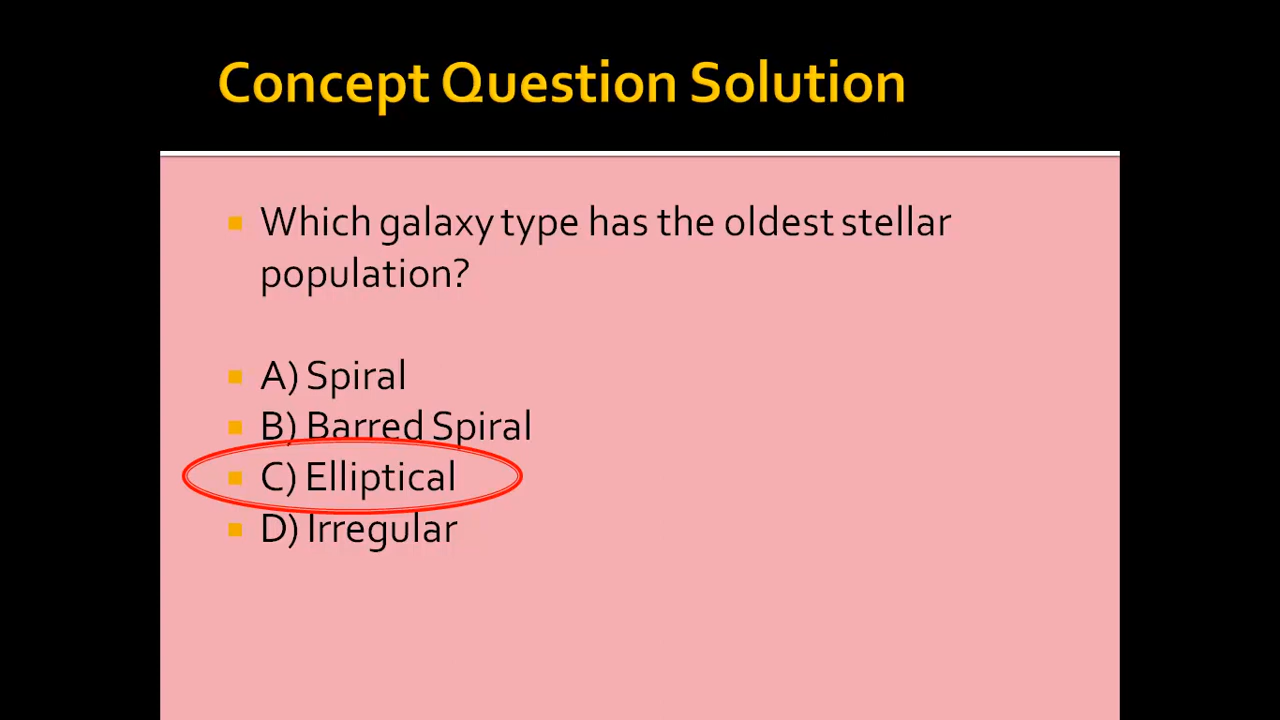 Concept Question Solution
Which galaxy type has the oldest stellar
population?
A) Spiral
B) Barred Spiral
C) Elliptical
D) Irregular